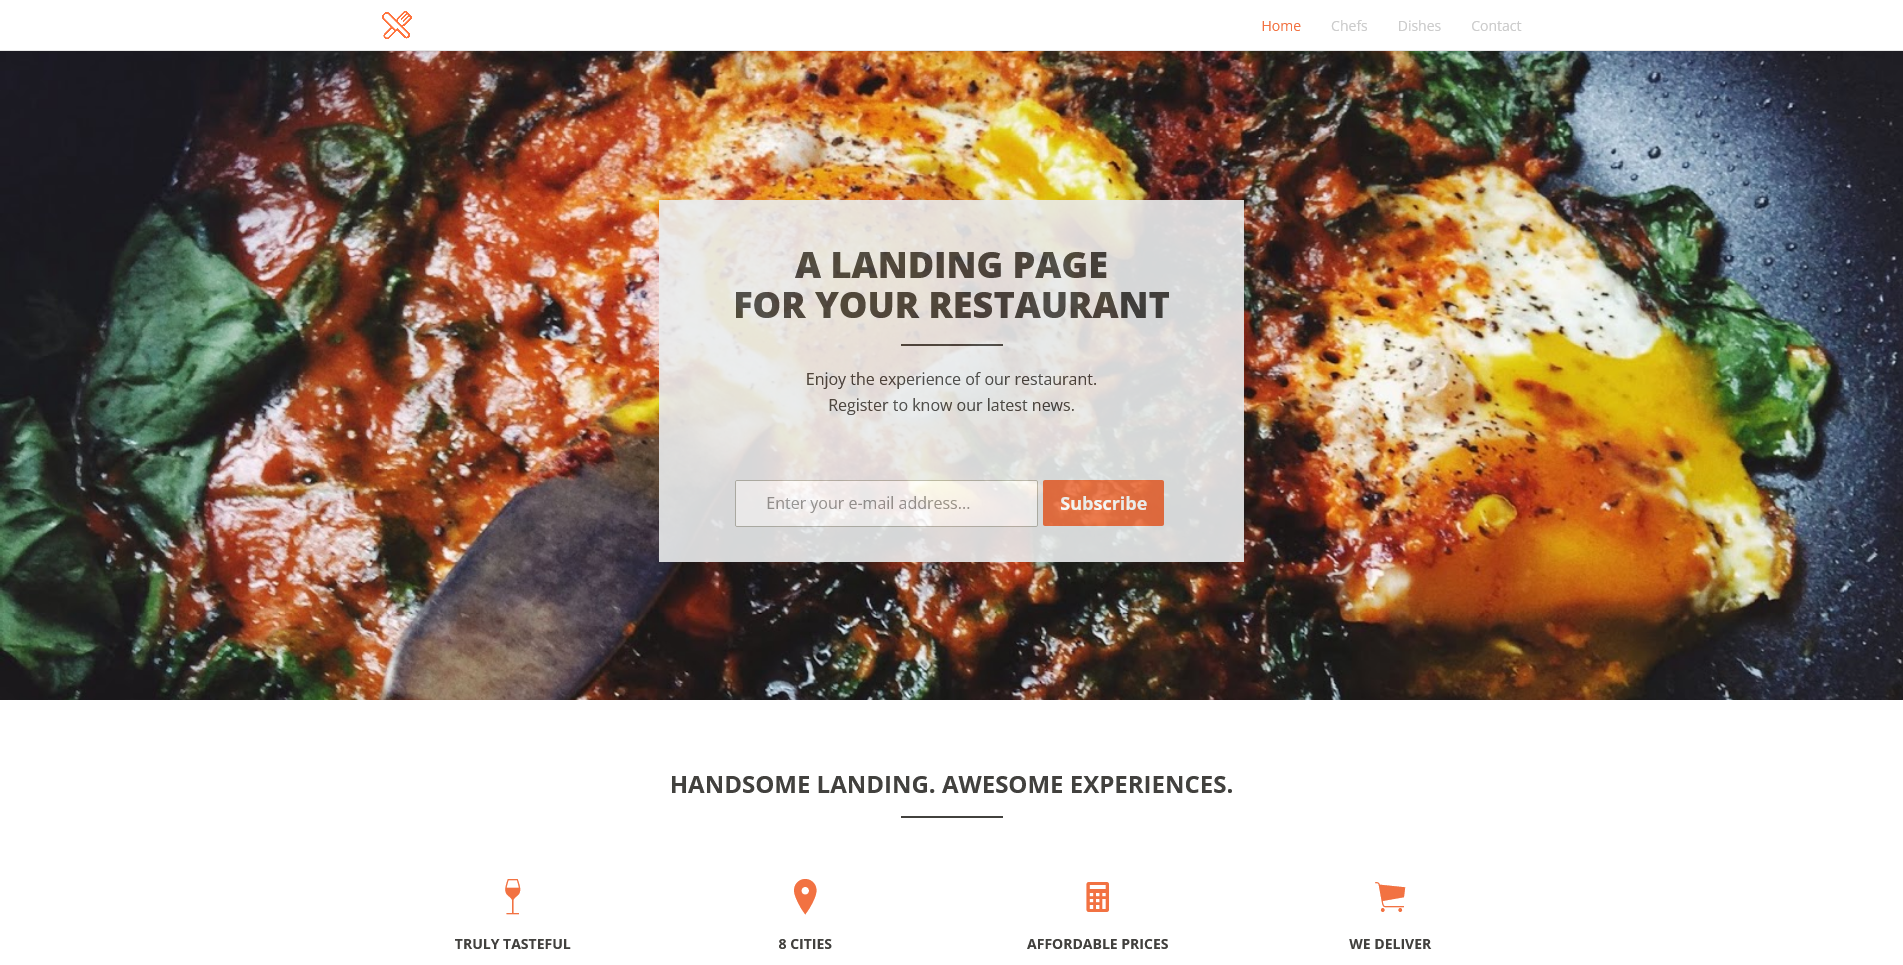 Home Chefs Dishes Contact
A LANDING PAGE
FOR YOUR RESTAURANT
Enjoy the experience of our restaurant.
Register to know our latest news.
Enter your e-mail address...
Subscribe
HANDSOME LANDING. AWESOME EXPERIENCES.
TRULY TASTEFUL
8 CITIES
AFFORDABLE PRICES
WE DELIVER